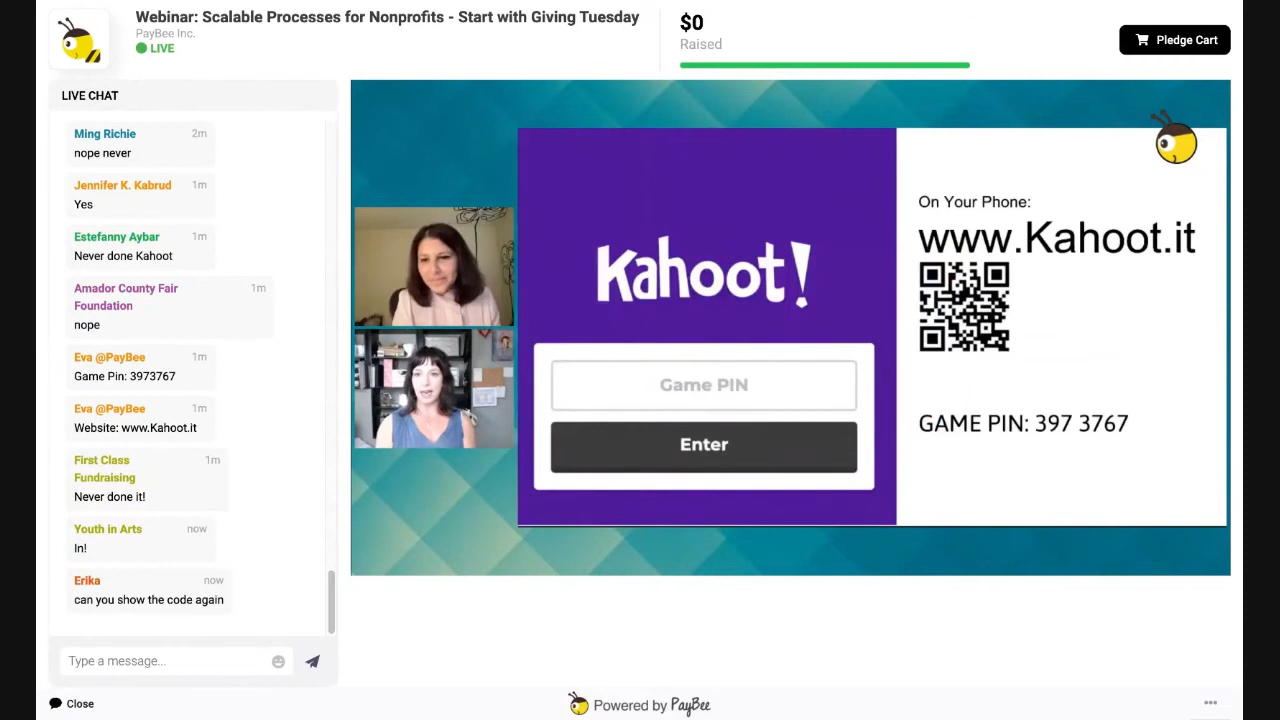 Webinar: Scalable Processes for Nonprofits - Start with Giving Tuesday
PayBee Inc.
LIVE
$0
Raised
Pledge Cart
LIVE CHAT
Ming Richie 2m
nope never
Jennifer K. Kabrud 1m
Yes
Estefanny Aybar 1m
Never done Kahoot
Amador County Fair 1m
Foundation
nope
Eva @PayBee 1m
Game Pin: 3973767
Eva @PayBee 1m
Website: www.Kahoot.it
First Class 1m
Fundraising
Never done it!
Youth in Arts now
In!
Erika now
can you show the code again
Type a message...
Close
Kahoot!
Game PIN
Enter
On Your Phone:
www.Kahoot.it
GAME PIN: 397 3767
Powered by PayBee